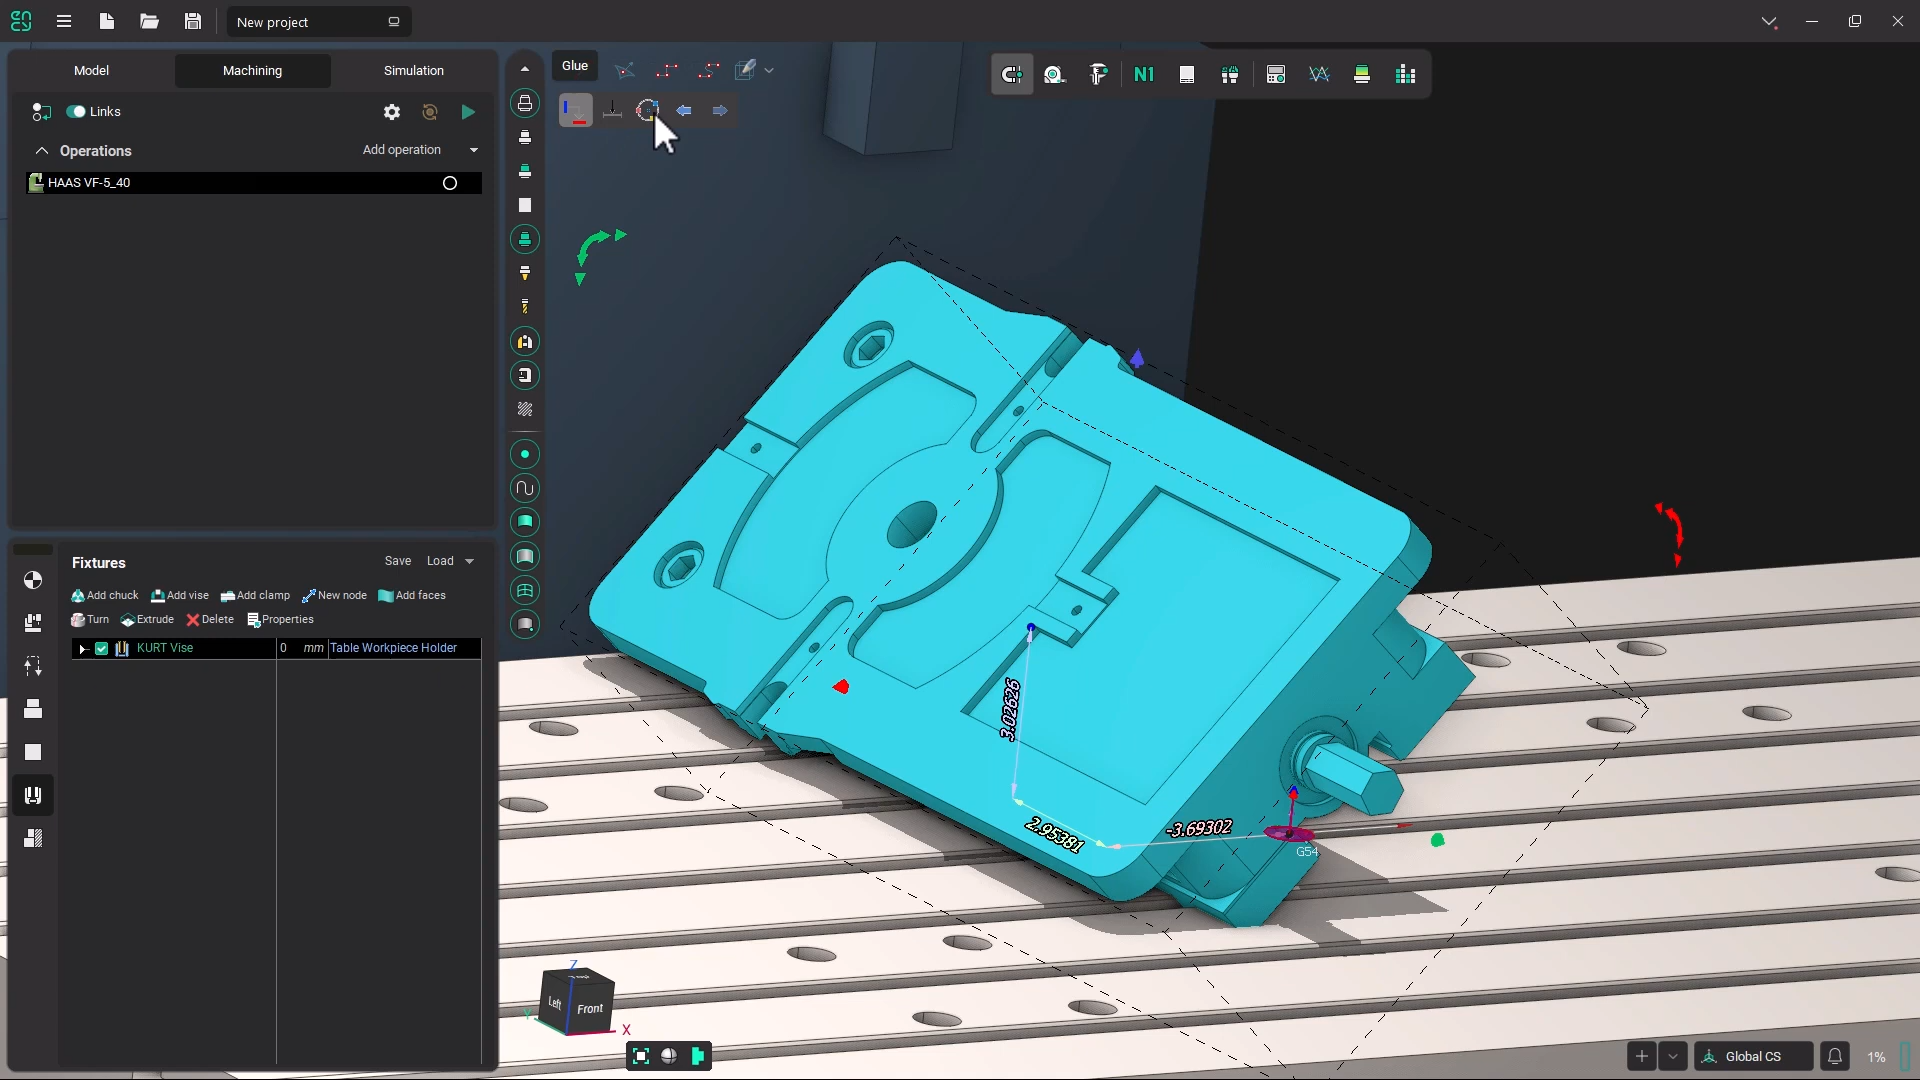 New project
Model
Machining
Simulation
Links
Operations
Add operation
HAAS VF-5_40
Fixtures
Save
Load
Add chuck
Add vise
Add clamp
New node
Add faces
Turn
Extrude
Delete
Properties
KURT Vise
0 mm
Table Workpiece Holder
Glue
N1
3.02626
2.95381
-3.69302
G54
Z
Left
Front
Y
X
Global CS
1%